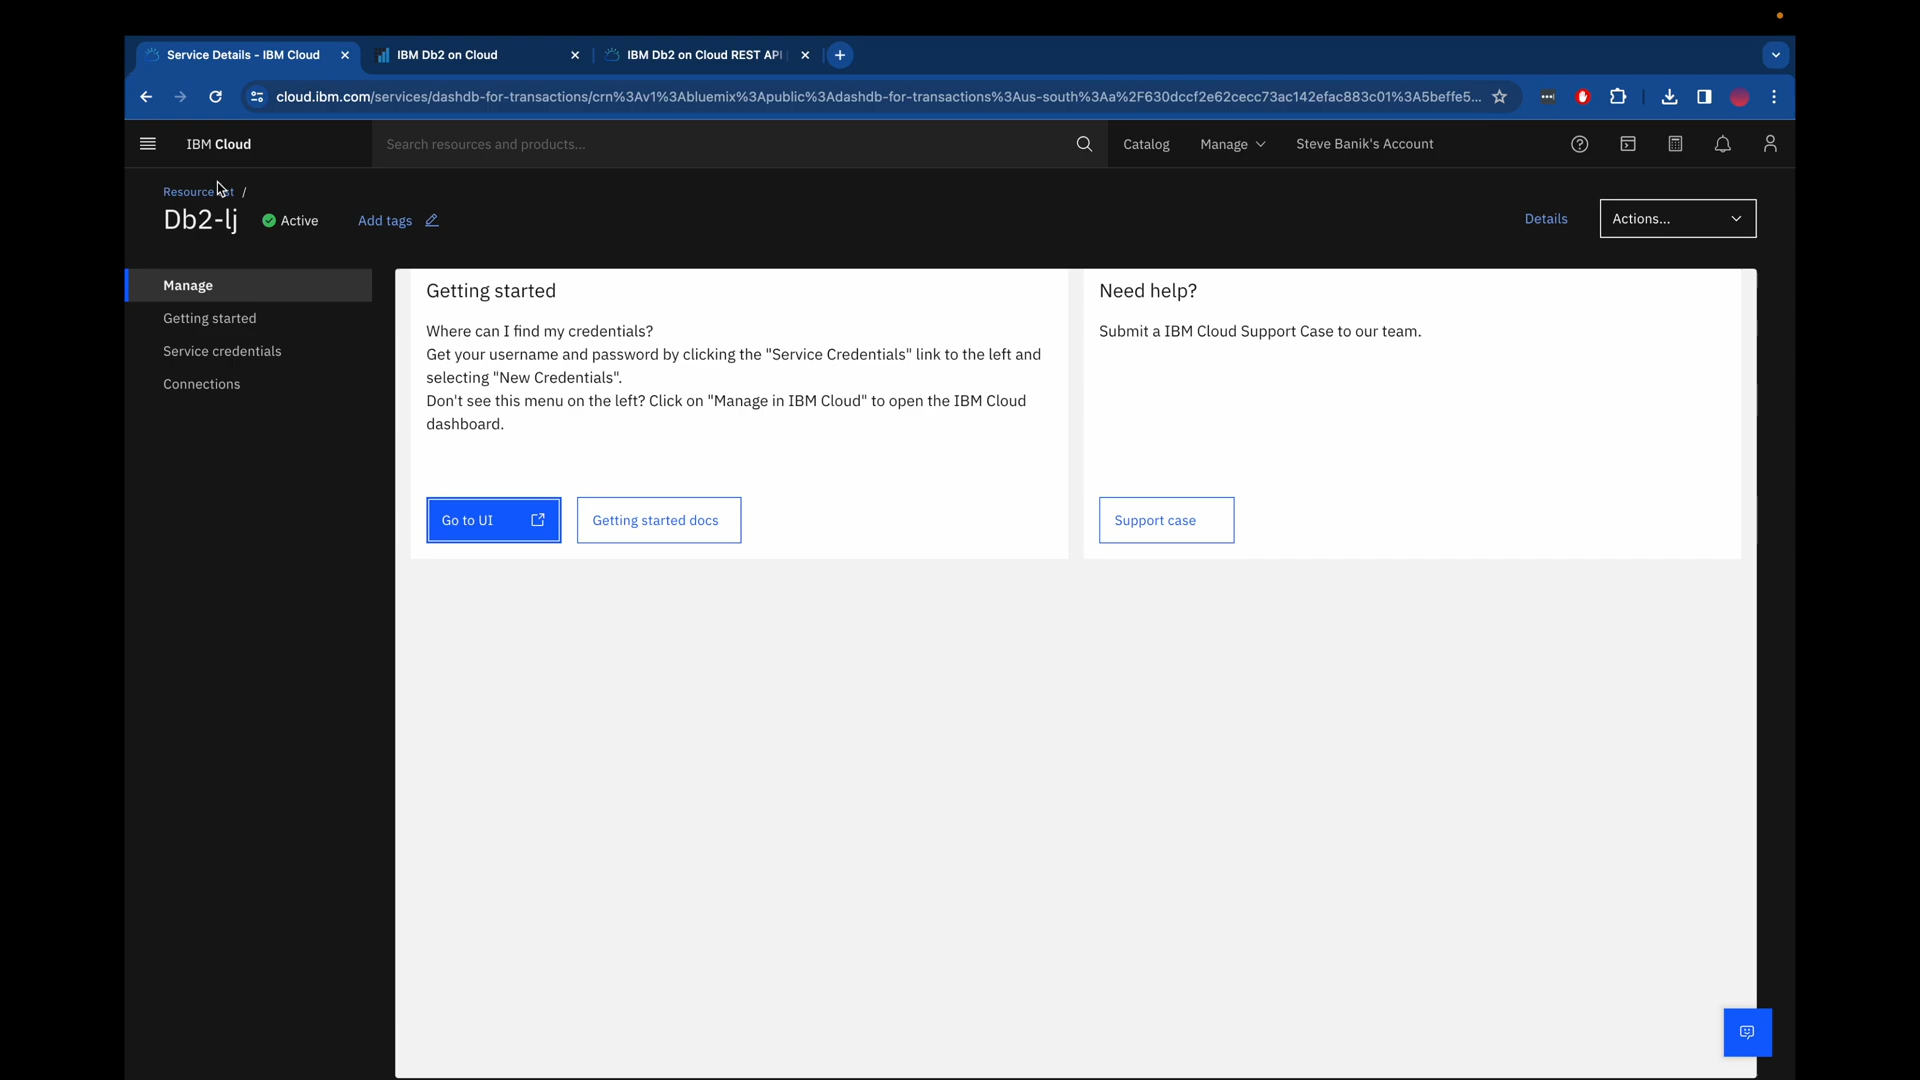 Service Details - IBM Cloud
IBM Db2 on Cloud
IBM Db2 on Cloud REST API
cloud.ibm.com/services/dashdb-for-transactions/crn%3Av1%3Abluemix%3Apublic%3Adashdb-for-transactions%3Aus-south%3Aa%2F630dccf2e62cecc73ac142efac883c01%3A5beffe5...
IBM Cloud
Search resources and products...
Catalog
Manage
Steve Banik's Account
Resource
/
Db2-lj
Active
Add tags
Details
Actions...
Manage
Getting started
Service credentials
Connections
Getting started
Where can I find my credentials?
Get your username and password by clicking the "Service Credentials" link to the left and
selecting "New Credentials".
Don't see this menu on the left? Click on "Manage in IBM Cloud" to open the IBM Cloud
dashboard.
Go to UI
Getting started docs
Need help?
Submit a IBM Cloud Support Case to our team.
Support case